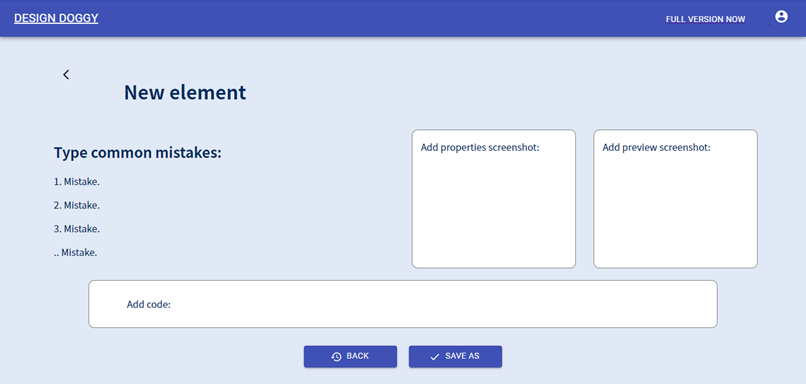 DESIGN DOGGY
FULL VERSION NOW
New element
Type common mistakes:
1. Mistake.
2. Mistake.
3. Mistake.
.. Mistake.
Add properties screenshot:
Add preview screenshot:
Add code:
BACK
SAVE AS